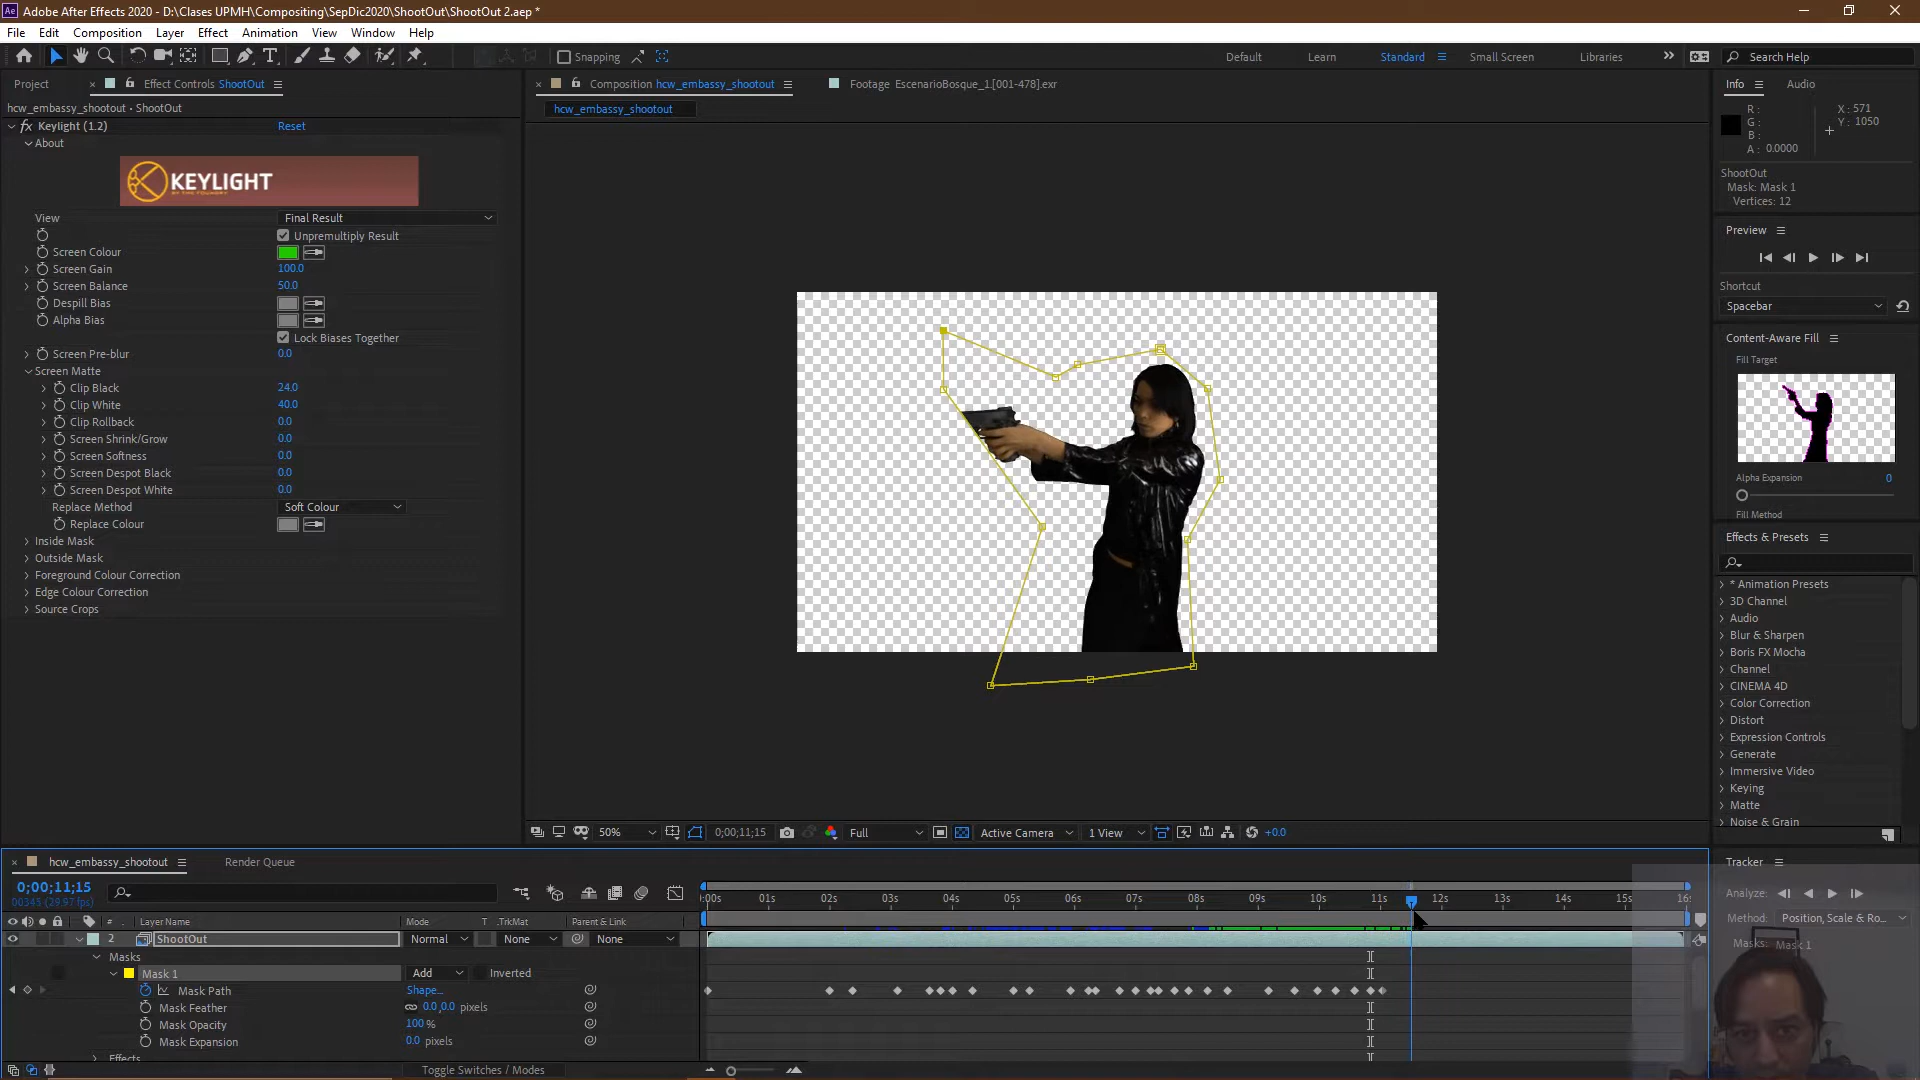 Adobe After Effects 2020 - D:\Clases UPMH\Compositing\SepDic2020\ShootOut\ShootOut 2.aep *
File Edit Composition Layer Effect Animation View Window Help
Snapping Default Learn Standard Small Screen Libraries Search Help
Project Effect Controls ShootOut
hcw_embassy_shootout • ShootOut
fx Keylight (1.2) Reset
About
KEYLIGHT
View Final Result
Unpremultiply Result
Screen Colour
Screen Gain 100.0
Screen Balance 50.0
Despill Bias
Alpha Bias
Lock Biases Together
Screen Pre-blur 0.0
Screen Matte
Clip Black 24.0
Clip White 40.0
Clip Rollback 0.0
Screen Shrink/Grow 0.0
Screen Softness 0.0
Screen Despot Black 0.0
Screen Despot White 0.0
Replace Method Soft Colour
Replace Colour
Inside Mask
Outside Mask
Foreground Colour Correction
Edge Colour Correction
Source Crops
Composition hcw_embassy_shootout Footage EscenarioBosque_1.[001-478].exr
hcw_embassy_shootout
50% 0;00;11;15 Full Active Camera 1 View +0.0
Info Audio
R : X : 571
G : Y : 1050
B :
A : 0.0000
ShootOut
Mask: Mask 1
Vertices: 12
Preview
Shortcut
Spacebar
Content-Aware Fill
Fill Target
Alpha Expansion 0
Fill Method
Effects & Presets
* Animation Presets
3D Channel
Audio
Blur & Sharpen
Boris FX Mocha
Channel
CINEMA 4D
Color Correction
Distort
Expression Controls
Generate
Immersive Video
Keying
Matte
Noise & Grain
Tracker
Analyze:
Method: Position, Scale & Ro...
Masks: Mask 1
hcw_embassy_shootout Render Queue
0;00;11;15
00345 (29.97 fps)
:00s 01s 02s 03s 04s 05s 06s 07s 08s 09s 10s 11s 12s 13s 14s 15s 16s
# Layer Name Mode T .TrkMat Parent & Link
2 ShootOut Normal None None
Masks
Mask 1 Add Inverted
Mask Path Shape...
Mask Feather 0.0,0.0 pixels
Mask Opacity 100 %
Mask Expansion 0.0 pixels
Effects
Toggle Switches / Modes